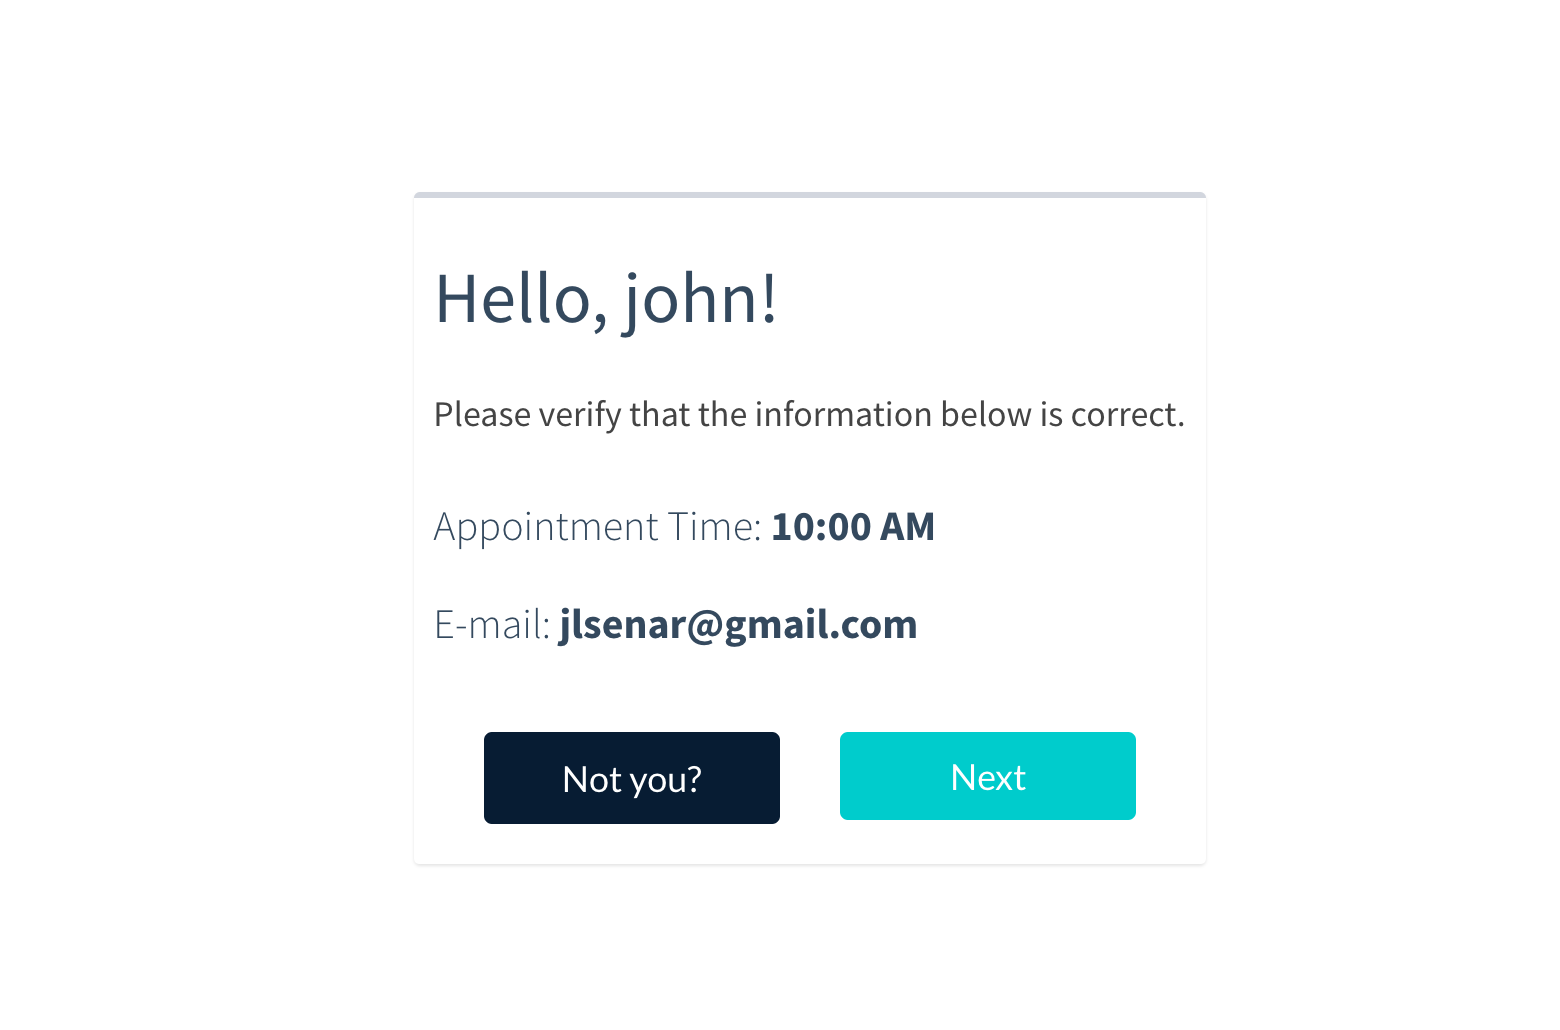 Hello, john!
Please verify that the information below is correct.
Appointment Time: 10:00 AM
E-mail: jlsenar@gmail.com
Not you?
Next